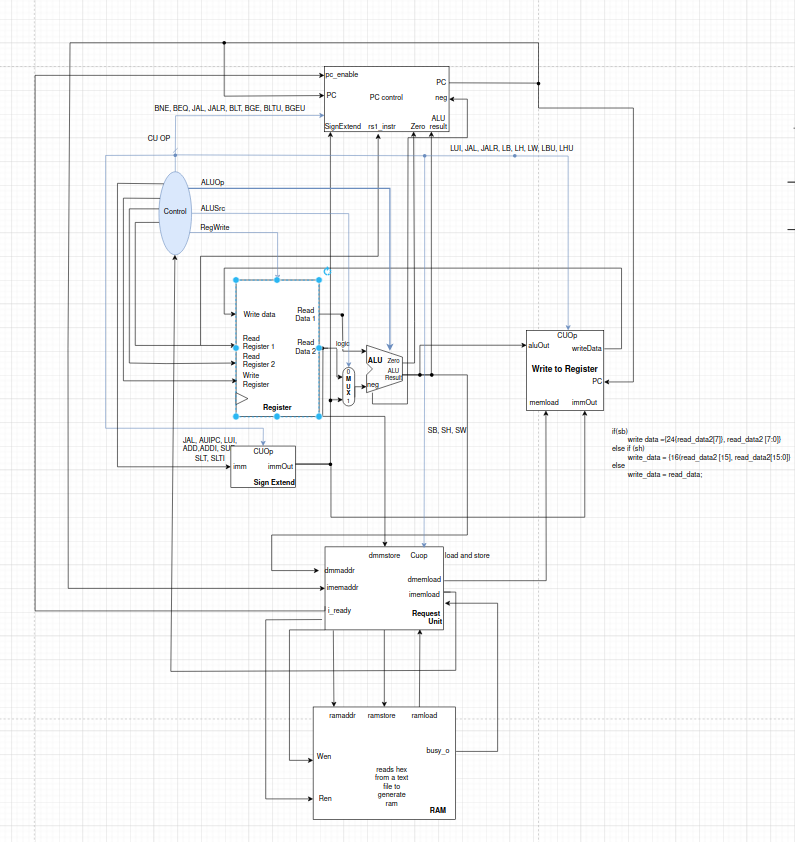 pc_enable
PC
PC control
PC
neg
ALU
SignExtend
rs1_instr
Zero
result
BNE, BEQ, JAL, JALR, BLT, BGE, BLTU, BGEU
CU OP
LUI, JAL, JALR, LB, LH, LW, LBU, LHU
Control
ALUOp
ALUSrc
RegWrite
Write data
Read
Data 1
Read
Register 1
Read
Data 2
Read
Register 2
Write
Register
Register
logic
0
M
U
X
1
ALU
Zero
ALU
Result
neg
CUOp
aluOut
writeData
Write to Register
PC
memload
immOut
JAL, AUIPC, LUI,
ADD,ADDI, SU
SLT, SLTI
CUOp
imm
immOut
Sign Extend
SB, SH, SW
if(sb)
write data ={24{read_data2[7]}, read_data2 [7:0]}
else if (sh)
write_data = {16{read_data2 [15], read_data2[15:0]}
else
write_data = read_data;
dmmstore
Cuop
load and store
dmmaddr
dmemload
imemaddr
imemload
i_ready
Request
Unit
ramaddr
ramstore
ramload
busy_o
Wen
reads hex
from a text
file to
generate
ram
Ren
RAM